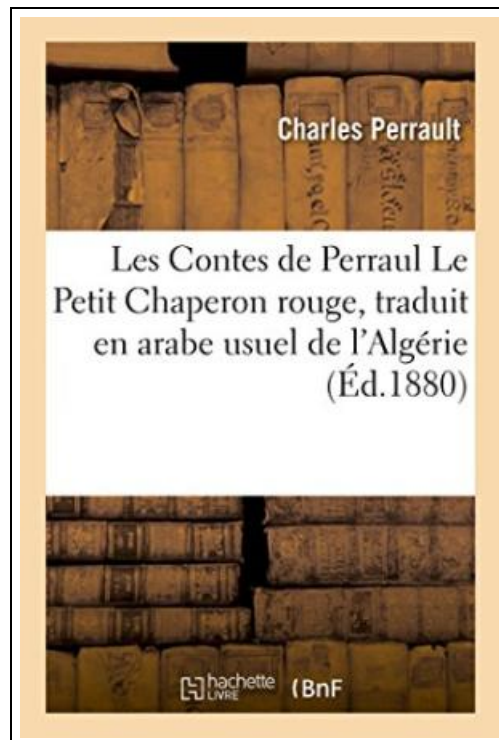 Charles Perrault
Les Contes de Perraul Le
Petit Chaperon rouge, traduit
en arabe usuel de l'Algérie
(Éd.1880)
hachette
LIVRE
(BnF